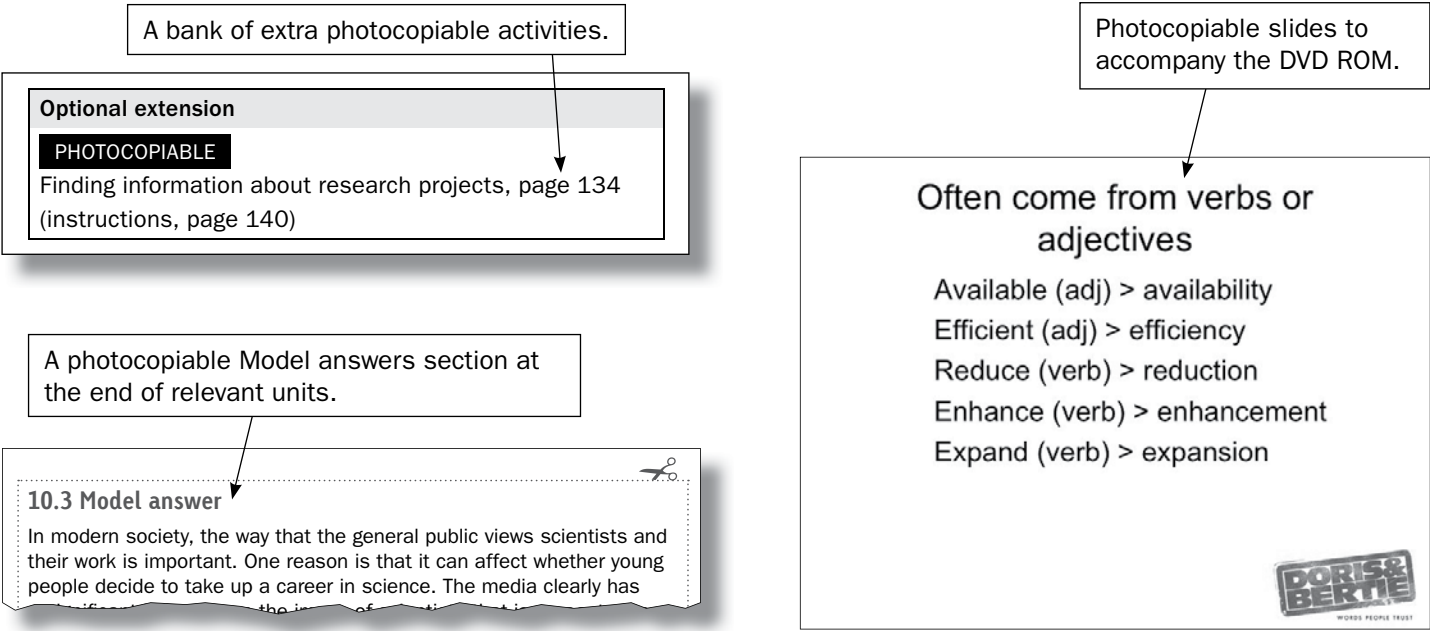 A bank of extra photocopiable activities.
Optional extension
PHOTOCOPIABLE
Finding information about research projects, page 134
(instructions, page 140)
A photocopiable Model answers section at
the end of relevant units.
10.3 Model answer
In modern society, the way that the general public views scientists and
their work is important. One reason is that it can affect whether young
people decide to take up a career in science. The media clearly has
Photocopiable slides to
accompany the DVD ROM.
Often come from verbs or
adjectives
Available (adj) > availability
Efficient (adj) > efficiency
Reduce (verb) > reduction
Enhance (verb) > enhancement
Expand (verb) > expansion
DORIS&
BERTIE
WORDS PEOPLE TRUST